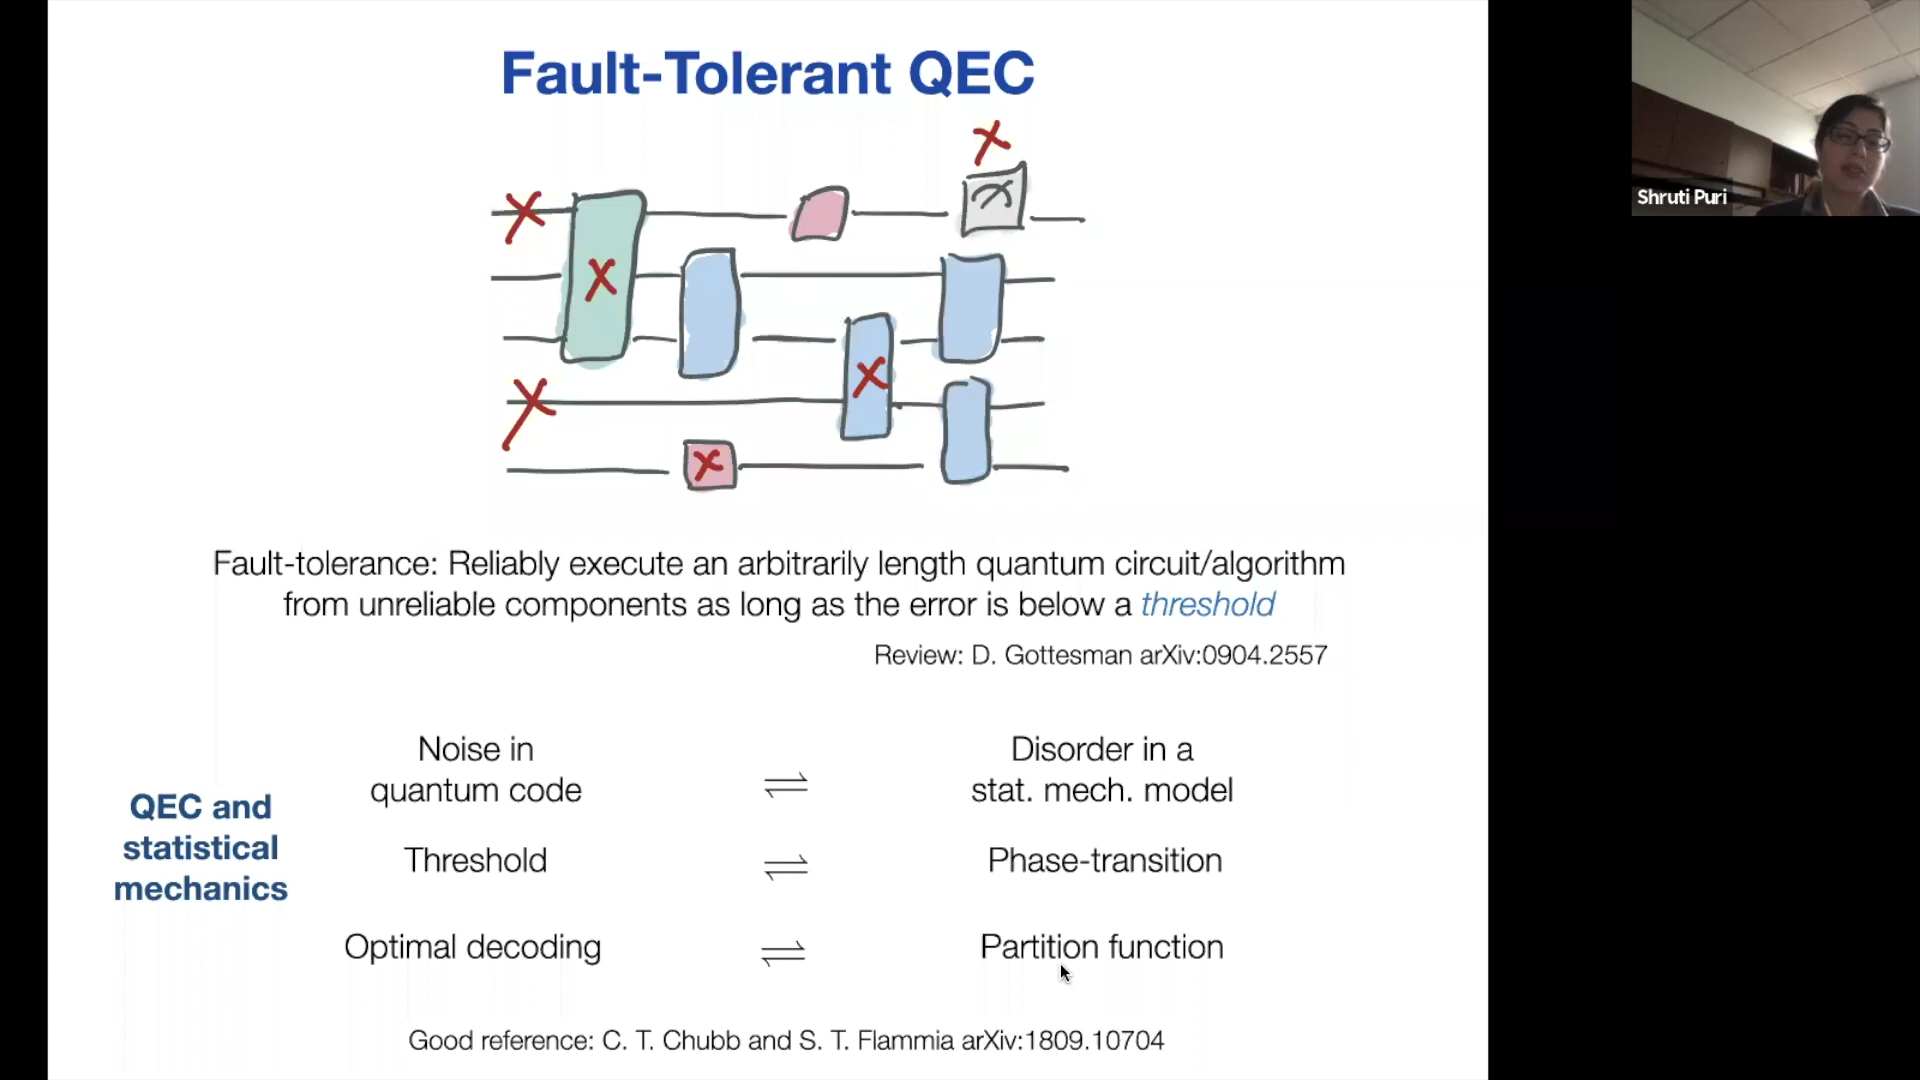 Fault-Tolerant QEC
Shruti Puri
Fault-tolerance: Reliably execute an arbitrarily length quantum circuit/algorithm
from unreliable components as long as the error is below a threshold
Review: D. Gottesman arXiv:0904.2557
QEC and
statistical
mechanics
Noise in
quantum code
⇌
Disorder in a
stat. mech. model
Threshold
⇌
Phase-transition
Optimal decoding
⇌
Partition function
Good reference: C. T. Chubb and S. T. Flammia arXiv:1809.10704